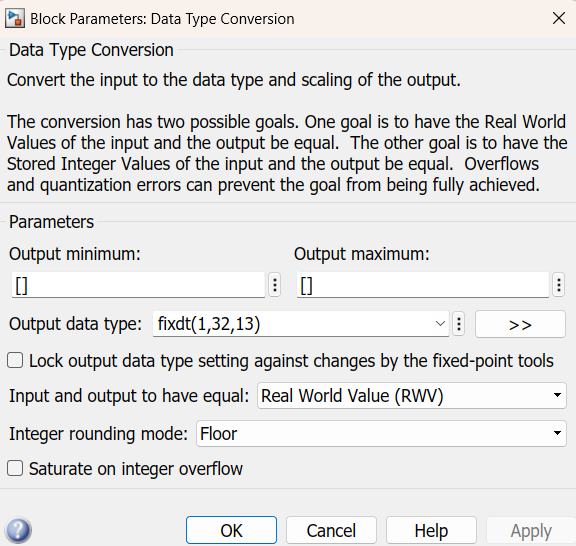 Block Parameters: Data Type Conversion
Data Type Conversion
Convert the input to the data type and scaling of the output.
The conversion has two possible goals. One goal is to have the Real World
Values of the input and the output be equal.  The other goal is to have the
Stored Integer Values of the input and the output be equal.  Overflows
and quantization errors can prevent the goal from being fully achieved.
Parameters
Output minimum: Output maximum:
[] []
Output data type: fixdt(1,32,13) >>
Lock output data type setting against changes by the fixed-point tools
Input and output to have equal: Real World Value (RWV)
Integer rounding mode: Floor
Saturate on integer overflow
? OK Cancel Help Apply